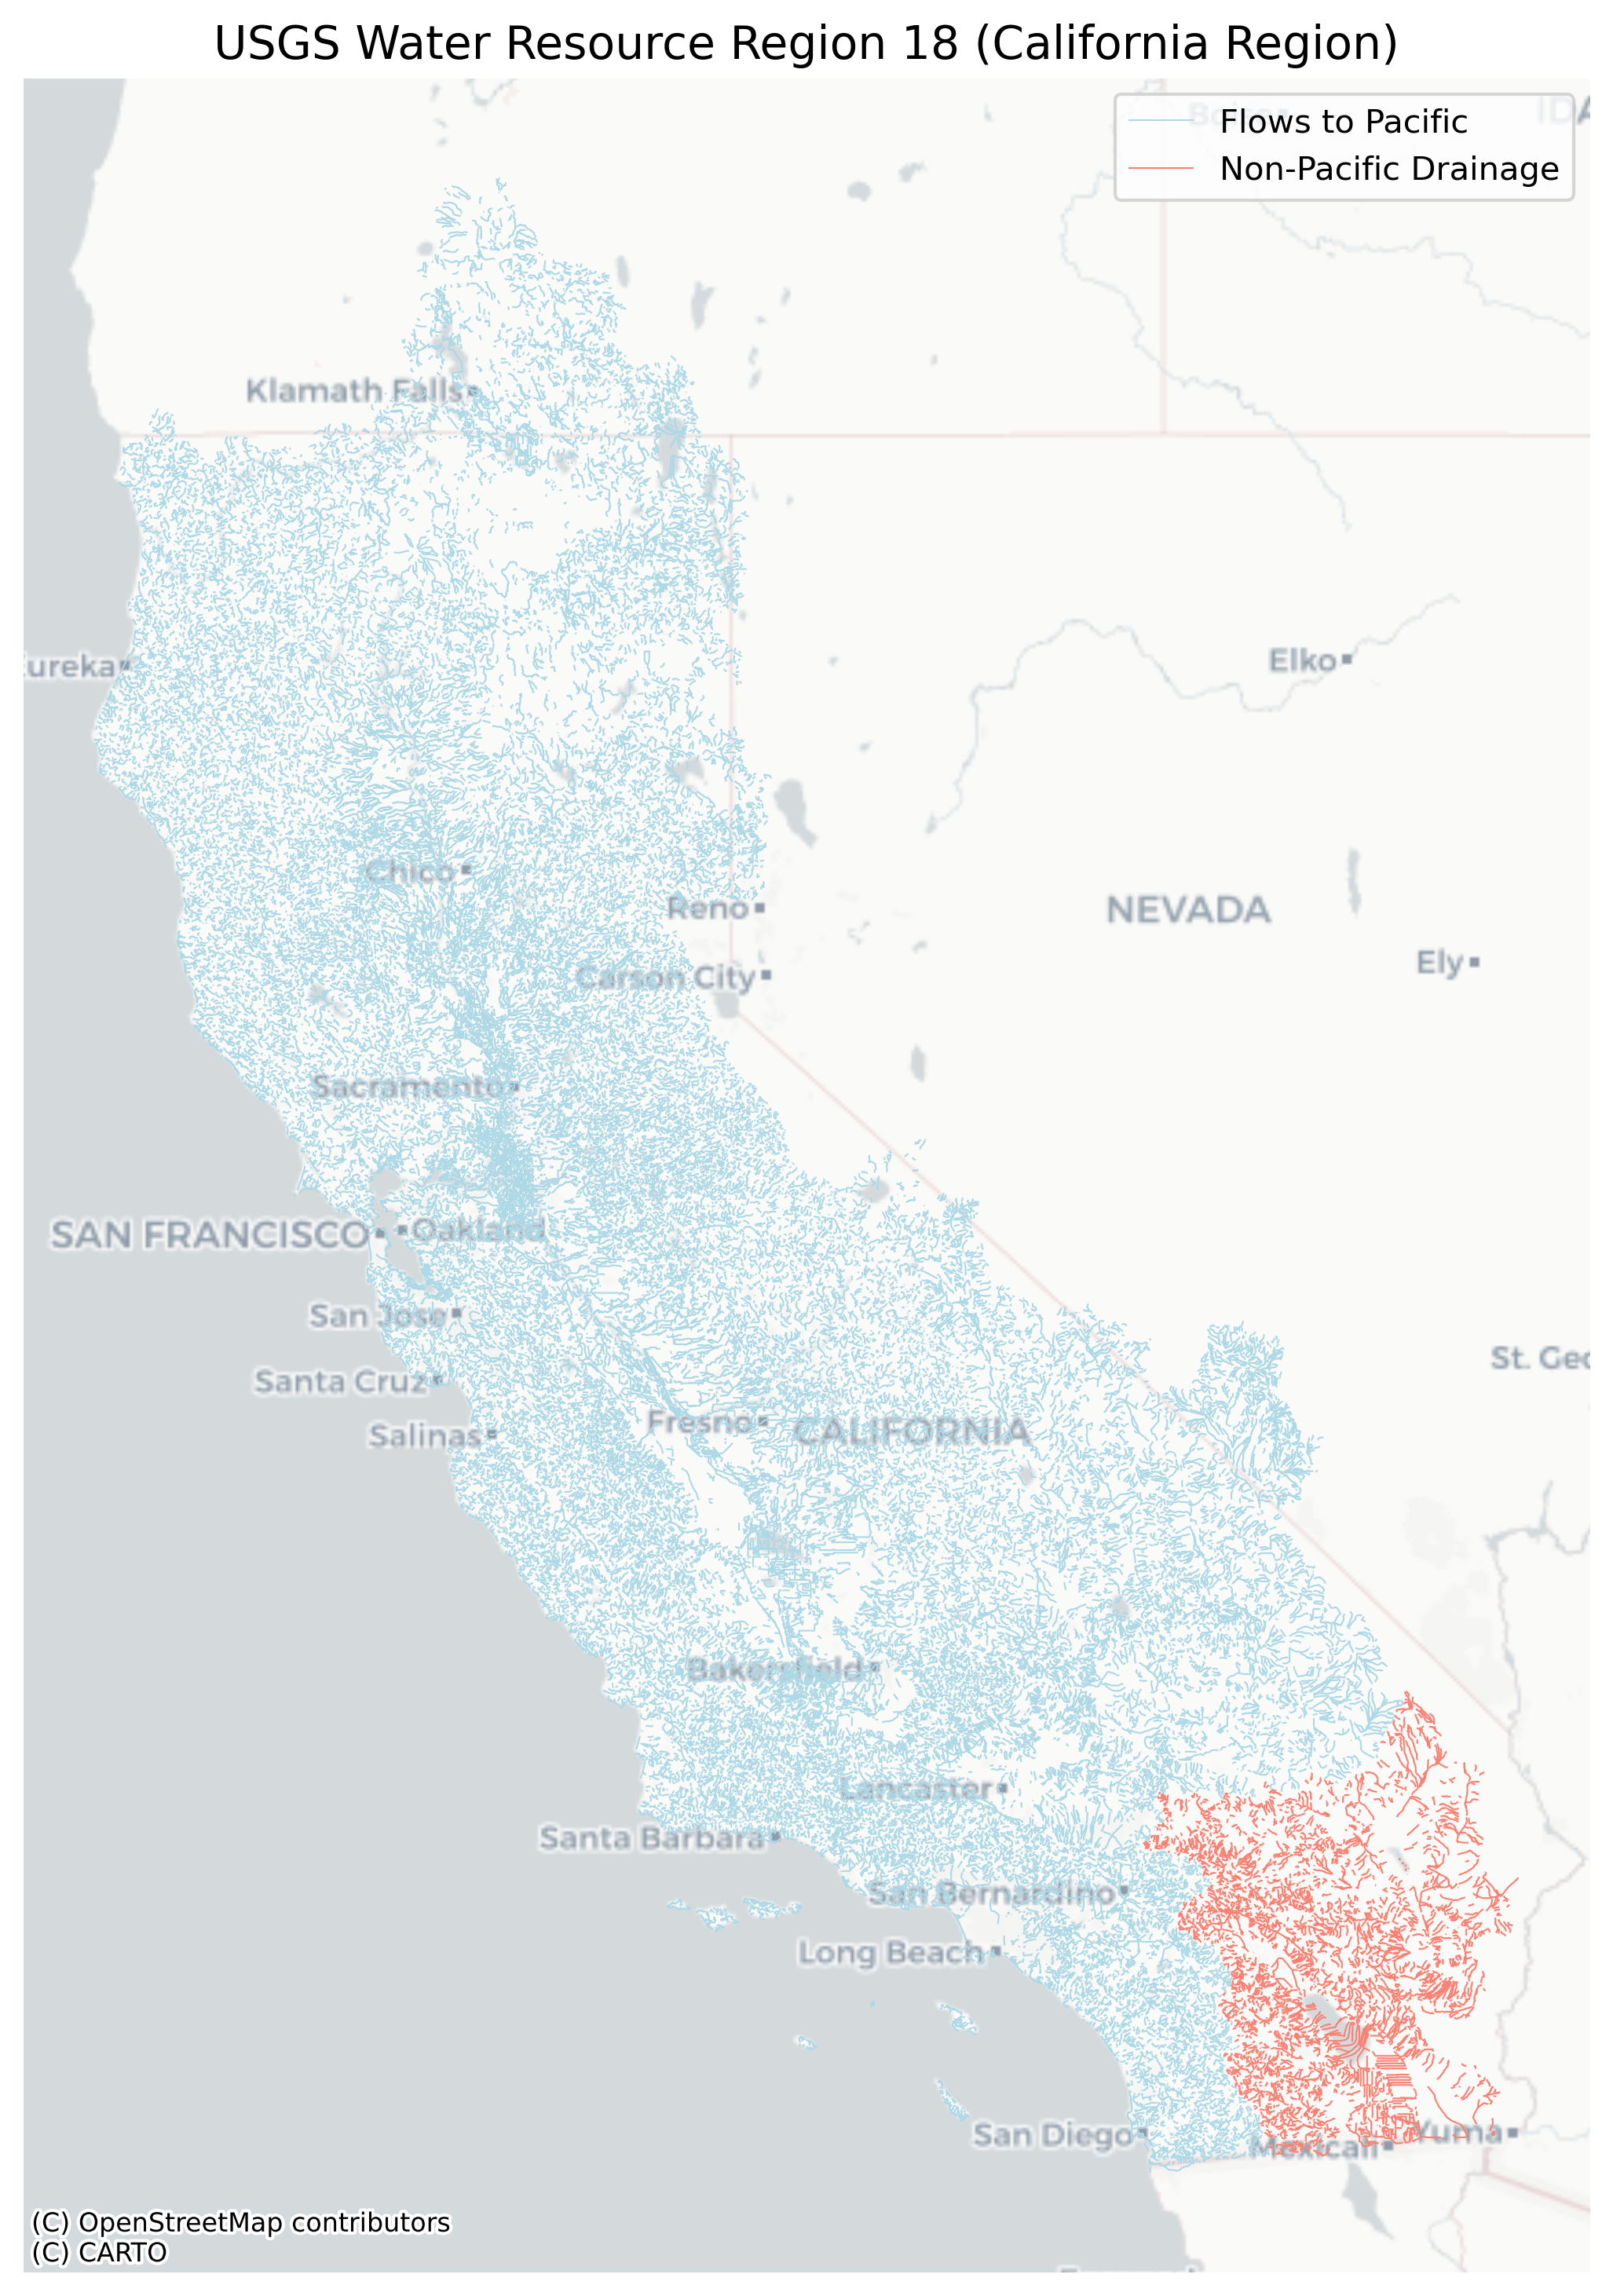 USGS Water Resource Region 18 (California Region)
Flows to Pacific
Non-Pacific Drainage
Klamath Falls
Elko
Chico
Reno
NEVADA
Carson City
Ely
Sacramento
SAN FRANCISCO
Oakland
San Jose
St. Geo
Santa Cruz
Fresno
CALIFORNIA
Salinas
Bakersfield
Lancaster
Santa Barbara
San Bernardino
Long Beach
San Diego
Mexicali
Yuma
(C) OpenStreetMap contributors
(C) CARTO